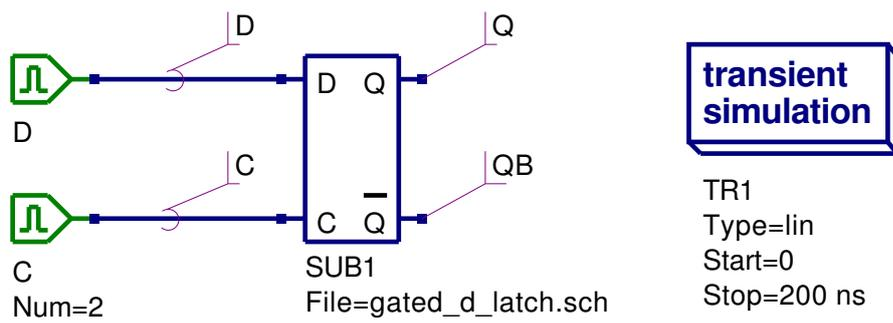 D
Q
D
Q
D
transient
simulation
C
QB
C
Q
C
Num=2
SUB1
File=gated_d_latch.sch
TR1
Type=lin
Start=0
Stop=200 ns